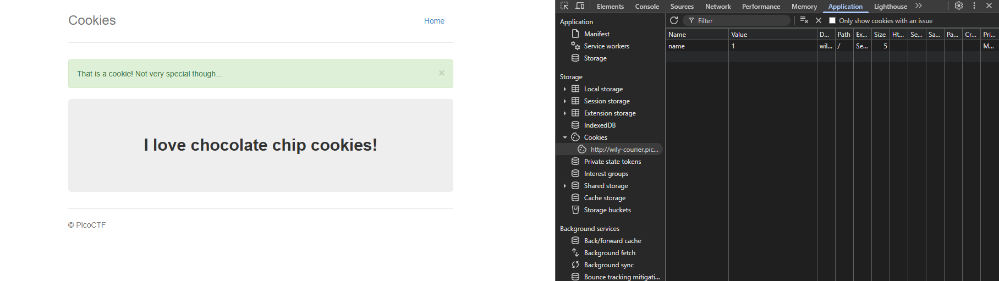 Cookies
Home
That is a cookie! Not very special though...
×
I love chocolate chip cookies!
© PicoCTF
Elements Console Sources Network Performance Memory Application Lighthouse
Application
Manifest
Service workers
Storage
Storage
Local storage
Session storage
Extension storage
IndexedDB
Cookies
http://wily-courier.pic...
Private state tokens
Interest groups
Shared storage
Cache storage
Storage buckets
Background services
Back/forward cache
Background fetch
Background sync
Bounce tracking mitigati...
Filter
Only show cookies with an issue
Name Value D... Path Ex... Size Ht... Se... Sa... Pa... Cr... Pri...
name 1 wil... / Se... 5 M...